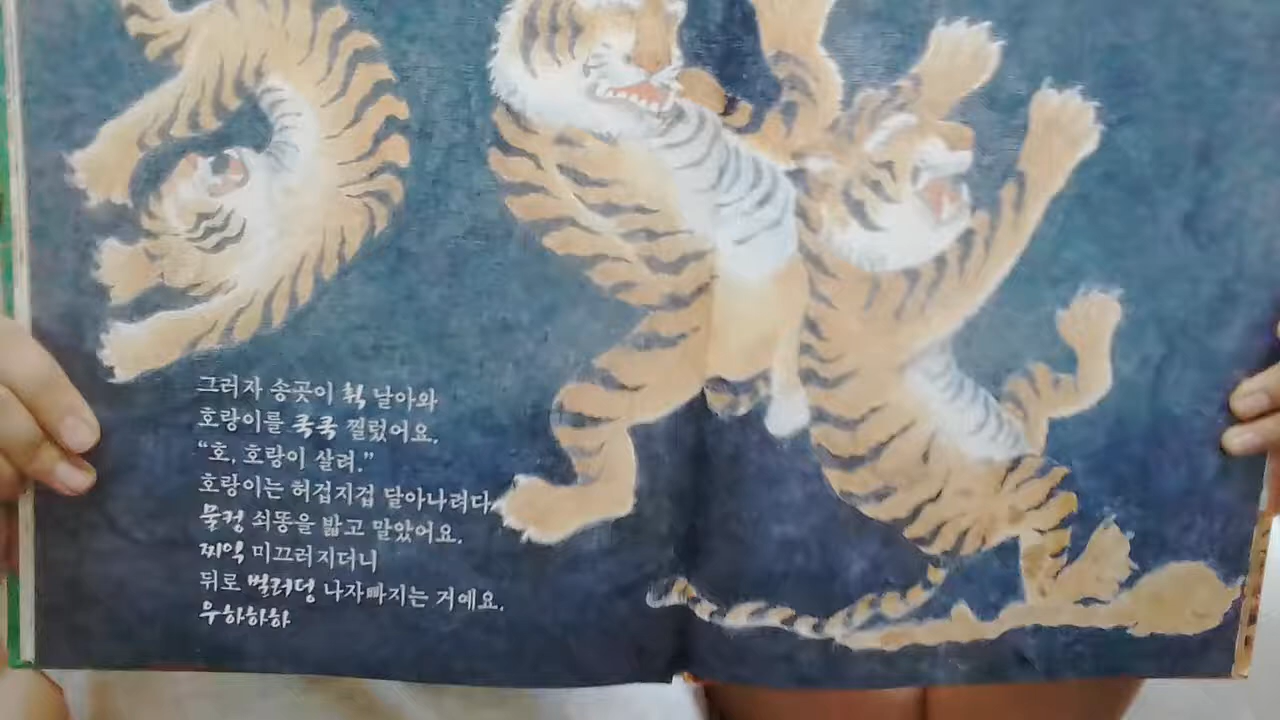 그러자 송곳이 휙 날아와
호랑이를 쿡쿡 찔렀어요.
“호, 호랑이 살려.”
호랑이는 허겁지겁 달아나려다
물컹 쇠똥을 밟고 말았어요.
찌익 미끄러지더니
뒤로 벌러덩 나자빠지는 거예요.
우하하하